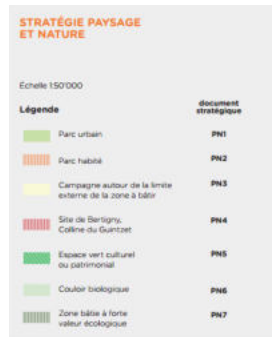 STRATÉGIE PAYSAGE
ET NATURE
Échelle 1:50'000
Légende
document
stratégique
Parc urbain PN1
Parc habité PN2
Campagne autour de la limite
externe de la zone à bâtir PN3
Site de Bertigny,
Colline du Guintzet PN4
Espace vert culturel
ou patrimonial PN5
Couloir biologique PN6
Zone bâtie à forte
valeur écologique PN7